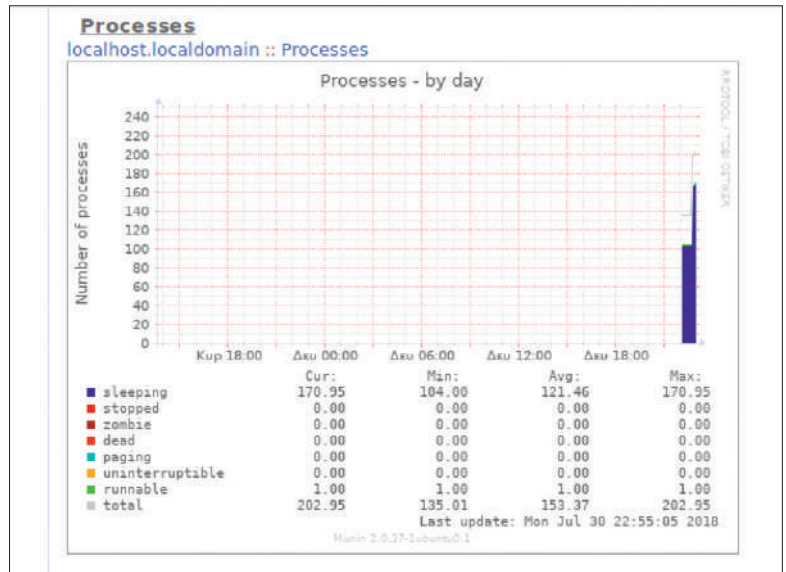 Processes
localhost.localdomain :: Processes
Processes - by day
RRDTOOL / TOBI OETIKER
Number of processes
240
220
200
180
160
140
120
100
80
60
40
20
0
Κυρ 18:00 Δευ 00:00 Δευ 06:00 Δευ 12:00 Δευ 18:00
Cur: Min: Avg: Max:
sleeping 170.95 104.00 121.46 170.95
stopped 0.00 0.00 0.00 0.00
zombie 0.00 0.00 0.00 0.00
dead 0.00 0.00 0.00 0.00
paging 0.00 0.00 0.00 0.00
uninterruptible 0.00 0.00 0.00 0.00
runnable 1.00 1.00 1.00 1.00
total 202.95 135.01 153.37 202.95
Last update: Mon Jul 30 22:55:05 2018
Munin 2.0.37-1ubuntu0.1